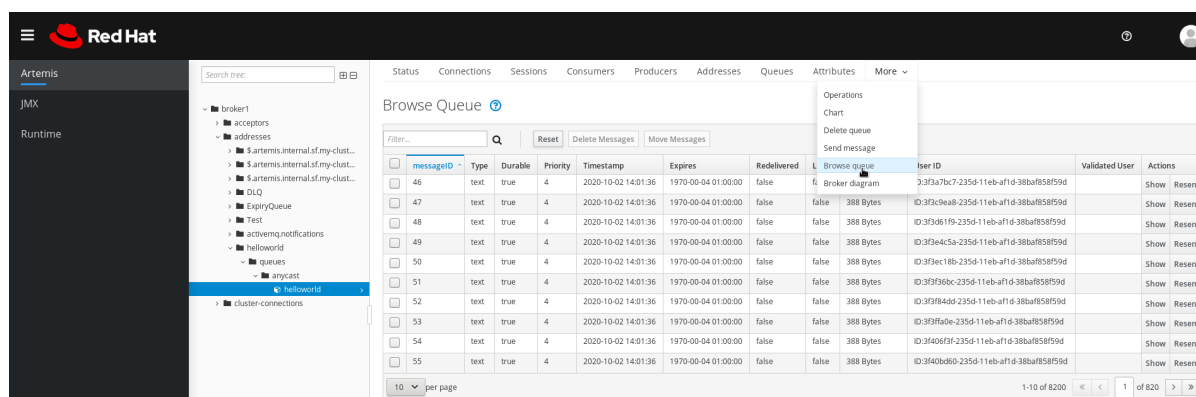 Red Hat
Artemis
JMX
Runtime
Search tree:
broker1
acceptors
addresses
$.artemis.internal.sf.my-clust...
$.artemis.internal.sf.my-clust...
$.artemis.internal.sf.my-clust...
DLQ
ExpiryQueue
Test
activemq.notifications
helloworld
queues
anycast
helloworld
cluster-connections
Status Connections Sessions Consumers Producers Addresses Queues Attributes More
Operations
Chart
Delete queue
Send message
Browse queue
Broker diagram
Browse Queue
Filter... Reset Delete Messages Move Messages
messageID Type Durable Priority Timestamp Expires Redelivered User ID Validated User Actions
46 text true 4 2020-10-02 14:01:36 1970-00-04 01:00:00 false D:3f3a7bc7-235d-11eb-af1d-38baf858f59d Show Resen
47 text true 4 2020-10-02 14:01:36 1970-00-04 01:00:00 false false 388 Bytes ID:3f3c9ea8-235d-11eb-af1d-38baf858f59d Show Resen
48 text true 4 2020-10-02 14:01:36 1970-00-04 01:00:00 false false 388 Bytes ID:3f3d61f9-235d-11eb-af1d-38baf858f59d Show Resen
49 text true 4 2020-10-02 14:01:36 1970-00-04 01:00:00 false false 388 Bytes ID:3f3e4c5a-235d-11eb-af1d-38baf858f59d Show Resen
50 text true 4 2020-10-02 14:01:36 1970-00-04 01:00:00 false false 388 Bytes ID:3f3ec18b-235d-11eb-af1d-38baf858f59d Show Resen
51 text true 4 2020-10-02 14:01:36 1970-00-04 01:00:00 false false 388 Bytes ID:3f3f36bc-235d-11eb-af1d-38baf858f59d Show Resen
52 text true 4 2020-10-02 14:01:36 1970-00-04 01:00:00 false false 388 Bytes ID:3f3f84dd-235d-11eb-af1d-38baf858f59d Show Resen
53 text true 4 2020-10-02 14:01:36 1970-00-04 01:00:00 false false 388 Bytes ID:3f3ffa0e-235d-11eb-af1d-38baf858f59d Show Resen
54 text true 4 2020-10-02 14:01:36 1970-00-04 01:00:00 false false 388 Bytes ID:3f406f3f-235d-11eb-af1d-38baf858f59d Show Resen
55 text true 4 2020-10-02 14:01:36 1970-00-04 01:00:00 false false 388 Bytes ID:3f40bd60-235d-11eb-af1d-38baf858f59d Show Resen
10 per page 1-10 of 8200 « < 1 of 820 > »